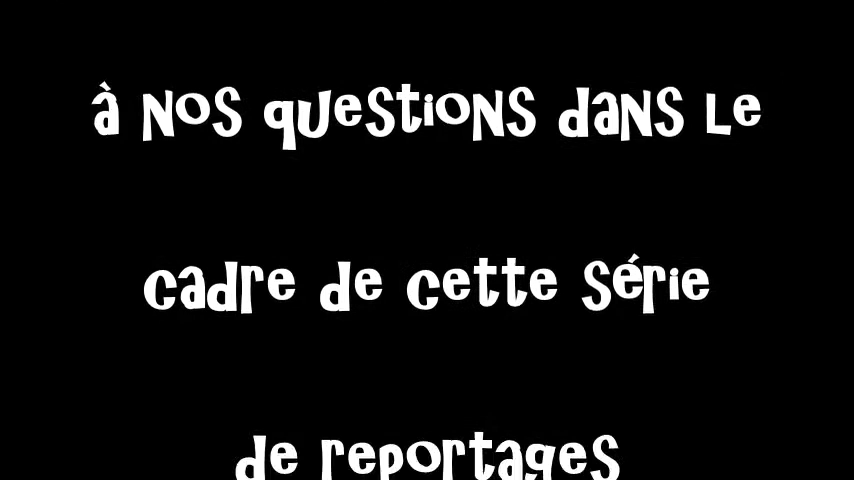 à nos questions dans le
cadre de cette série
de reportages